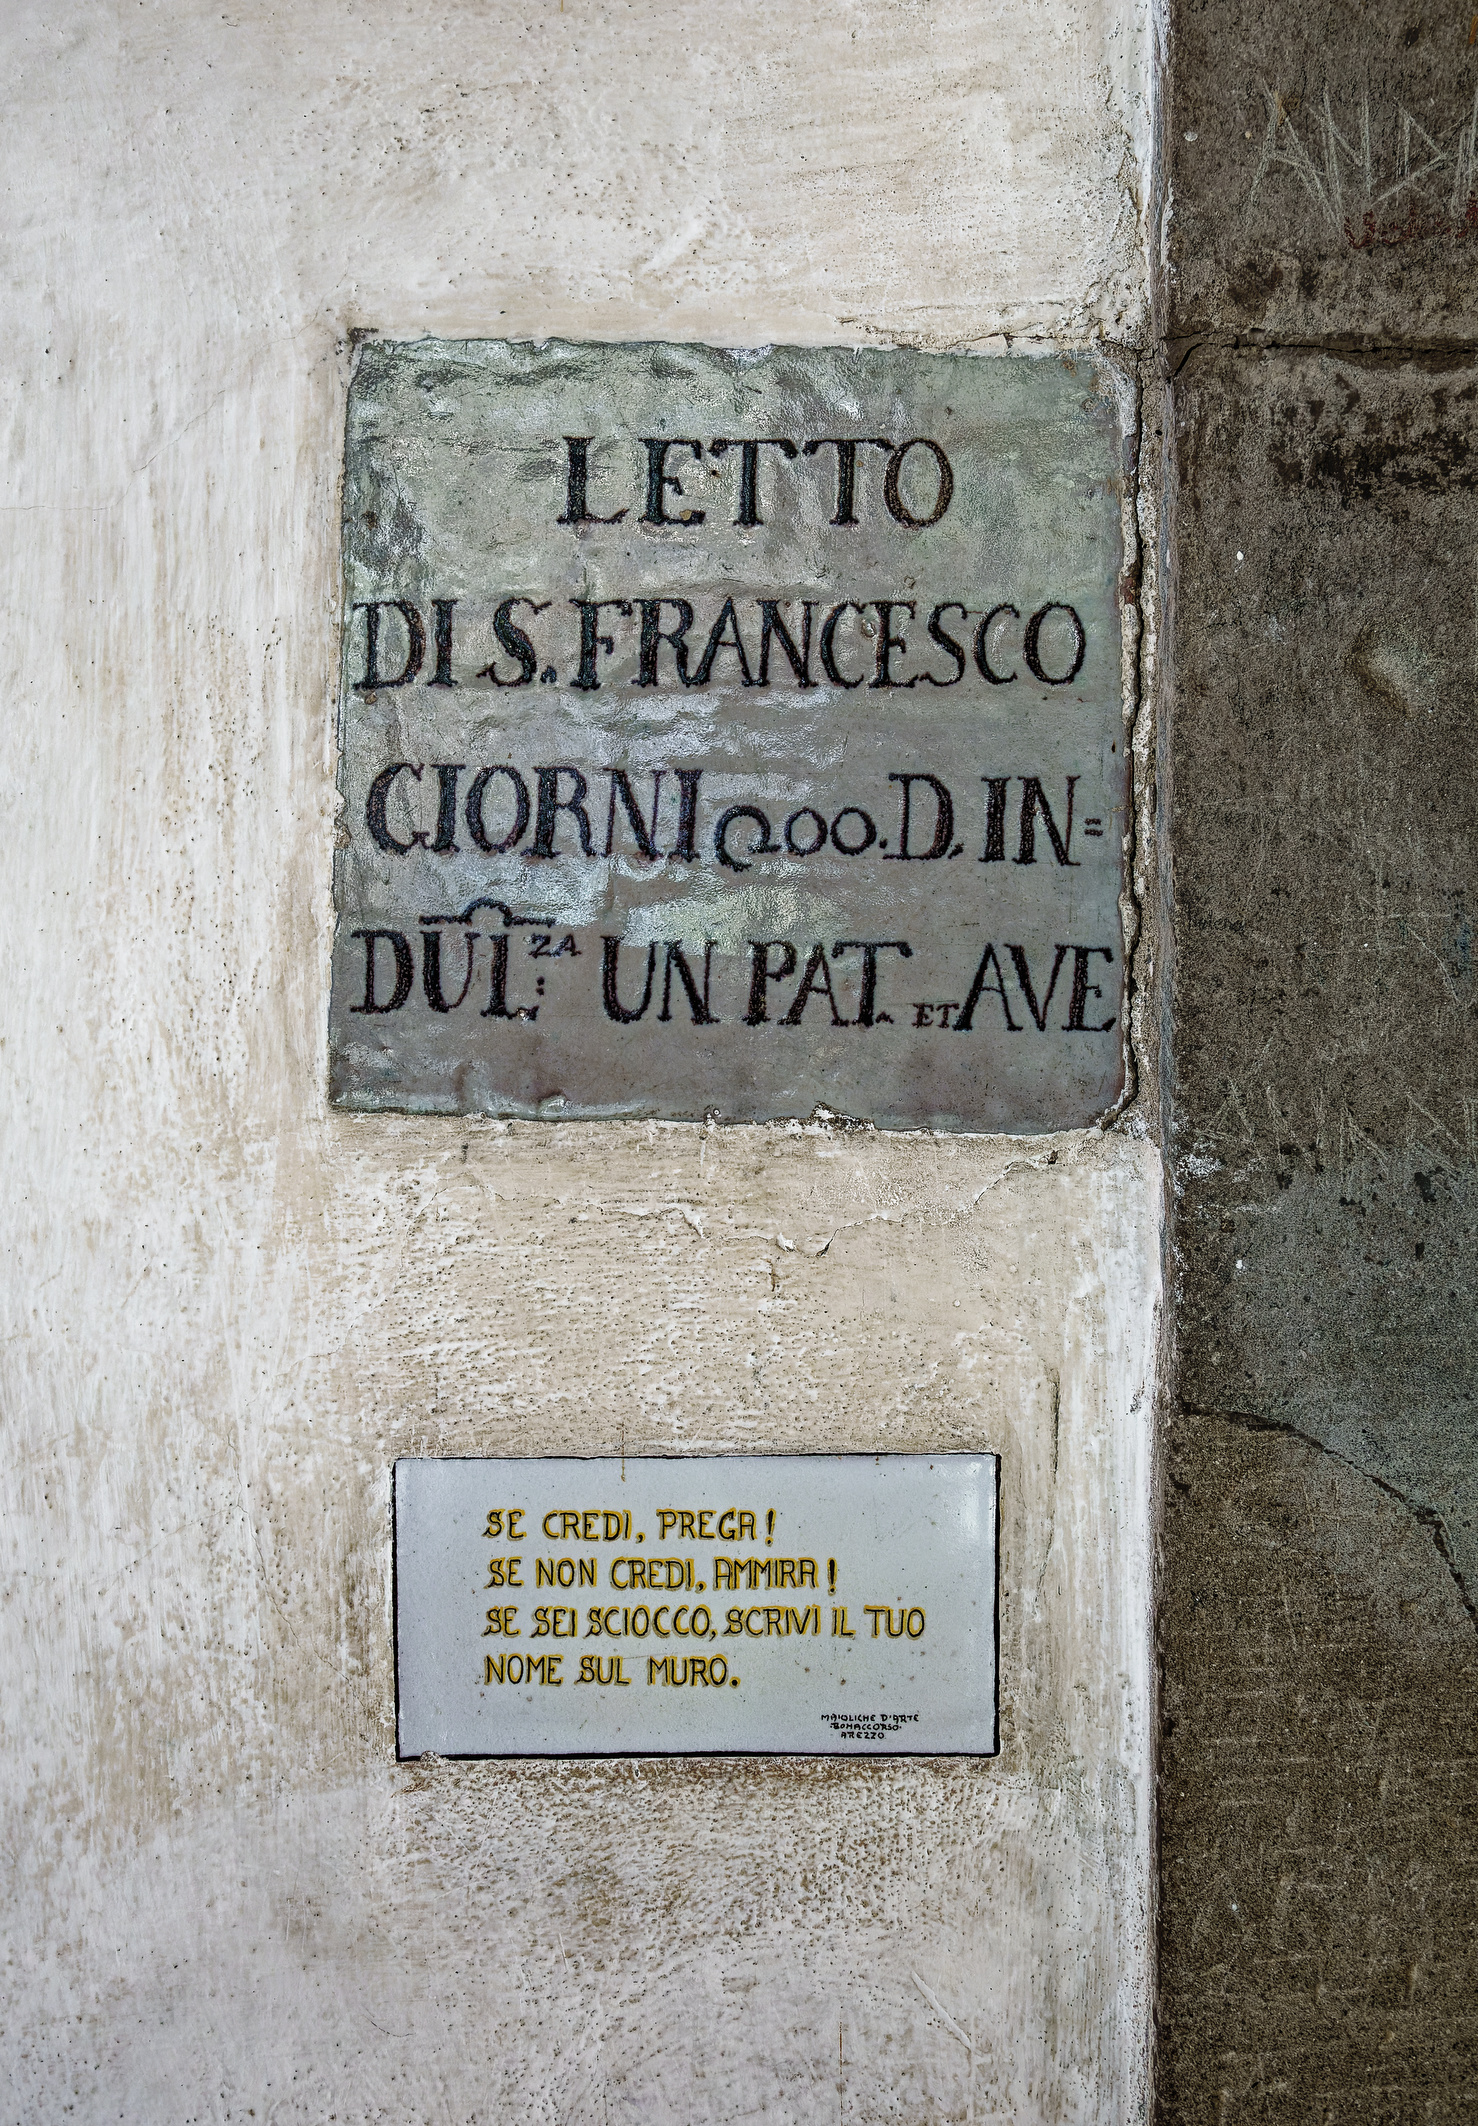 LETTO
DI S. FRANCESCO
GIORNI 200. D. IN=
DUL:ZA UN PAT. ET AVE
SE CREDI, PREGA!
SE NON CREDI, AMMIRA!
SE SEI SCIOCCO, SCRIVI IL TUO
NOME SUL MURO.
MAIOLICHE D'ARTE
·BONACCORSO·
AREZZO